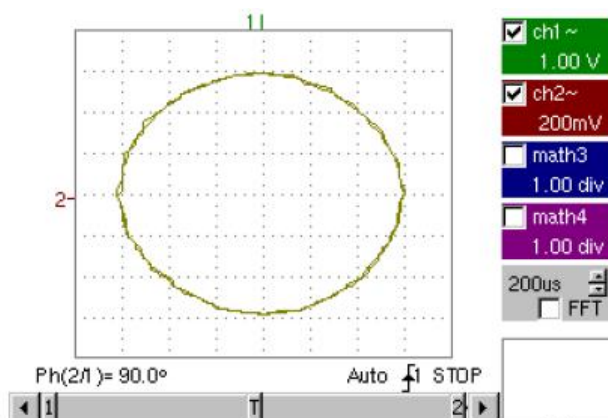 1
2
Ph(2/1)= 90.0°
Auto 1 STOP
1 T 2
ch1 ~
1.00 V
ch2~
200mV
math3
1.00 div
math4
1.00 div
200us
FFT